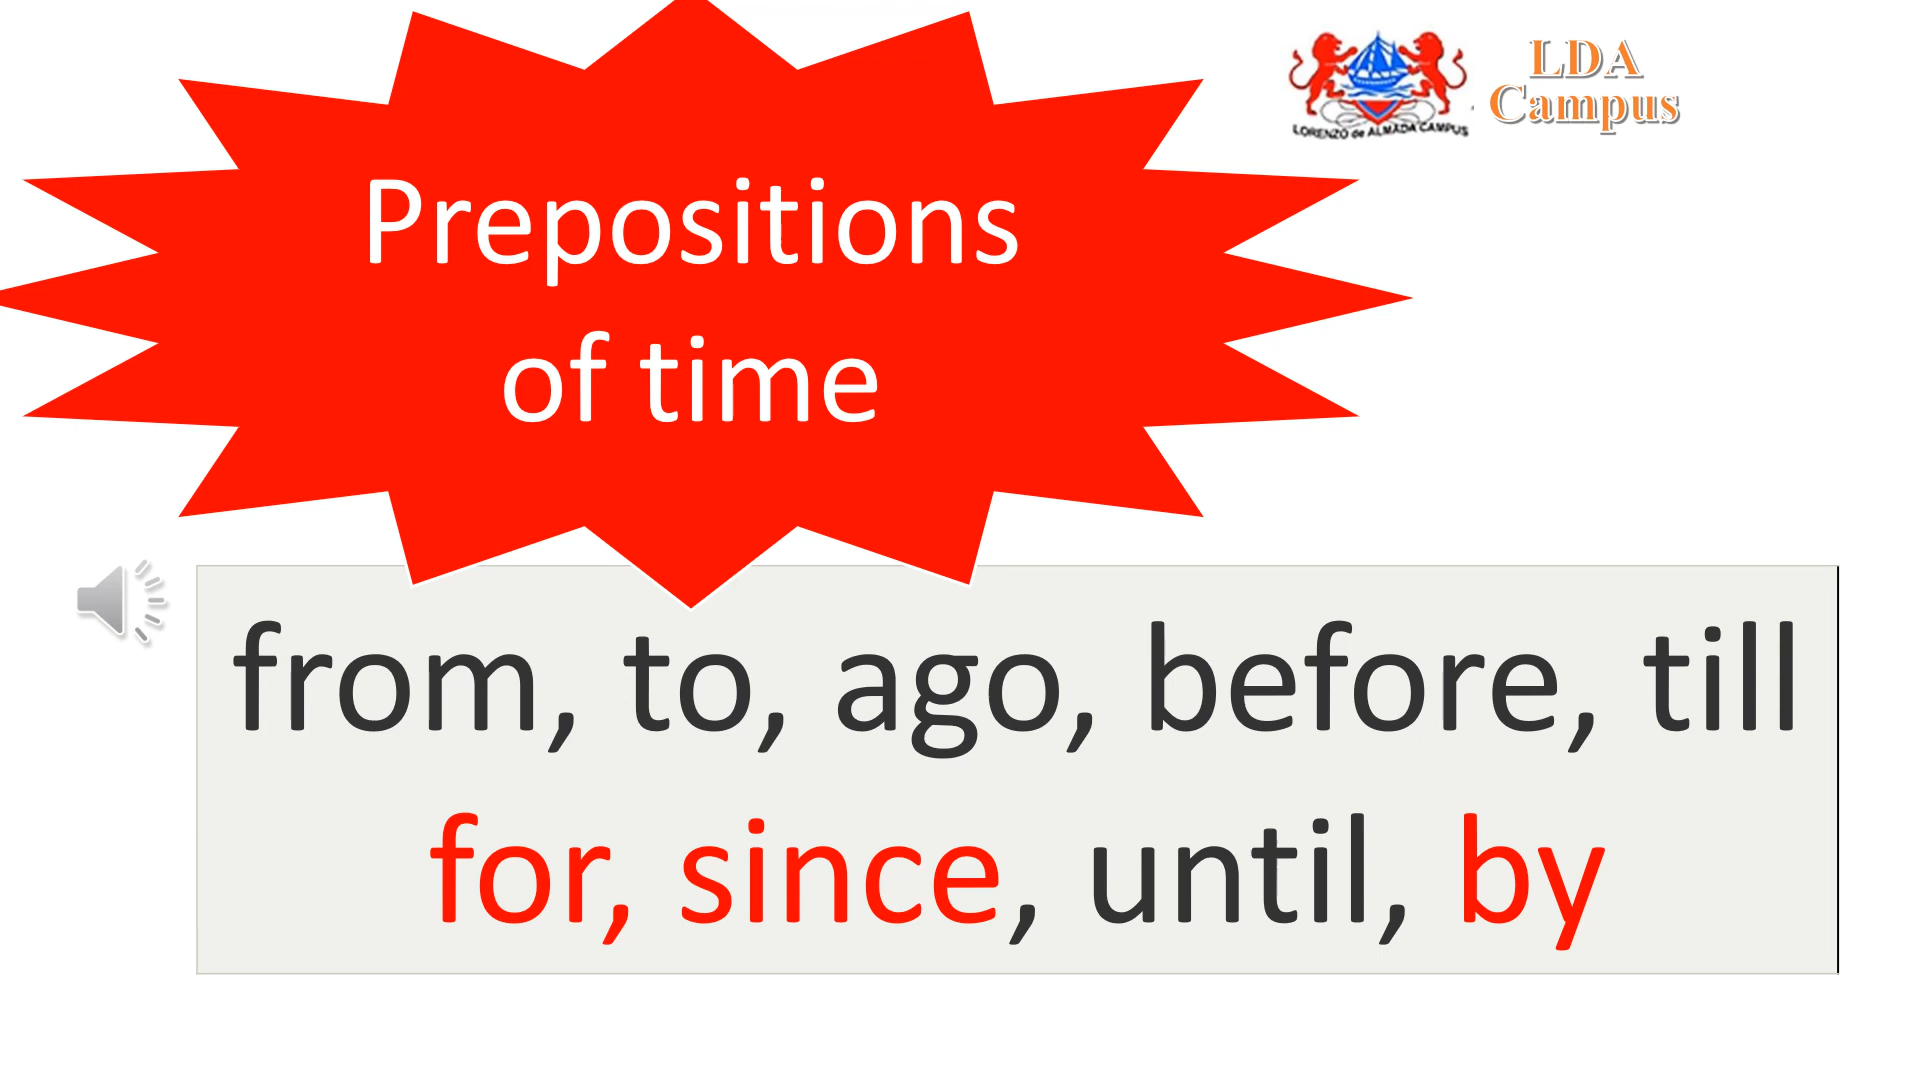 LDA
Campus
LORENZO de ALMADA CAMPUS
Prepositions
of time
from, to, ago, before, till
for, since, until, by